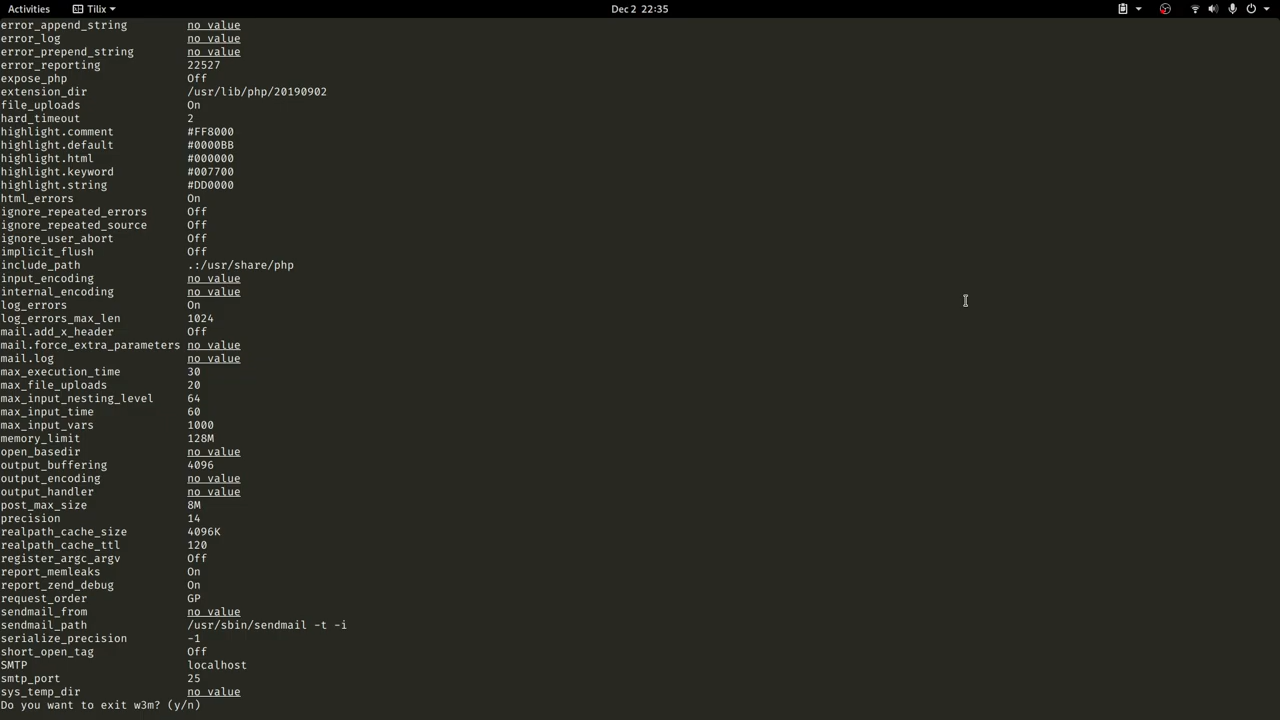 Activities Tilix Dec 2 22:35
error_append_string no value
error_log no value
error_prepend_string no value
error_reporting 22527
expose_php Off
extension_dir /usr/lib/php/20190902
file_uploads On
hard_timeout 2
highlight.comment #FF8000
highlight.default #0000BB
highlight.html #000000
highlight.keyword #007700
highlight.string #DD0000
html_errors On
ignore_repeated_errors Off
ignore_repeated_source Off
ignore_user_abort Off
implicit_flush Off
include_path .:/usr/share/php
input_encoding no value
internal_encoding no value
log_errors On
log_errors_max_len 1024
mail.add_x_header Off
mail.force_extra_parameters no value
mail.log no value
max_execution_time 30
max_file_uploads 20
max_input_nesting_level 64
max_input_time 60
max_input_vars 1000
memory_limit 128M
open_basedir no value
output_buffering 4096
output_encoding no value
output_handler no value
post_max_size 8M
precision 14
realpath_cache_size 4096K
realpath_cache_ttl 120
register_argc_argv Off
report_memleaks On
report_zend_debug On
request_order GP
sendmail_from no value
sendmail_path /usr/sbin/sendmail -t -i
serialize_precision -1
short_open_tag Off
SMTP localhost
smtp_port 25
sys_temp_dir no value
Do you want to exit w3m? (y/n)